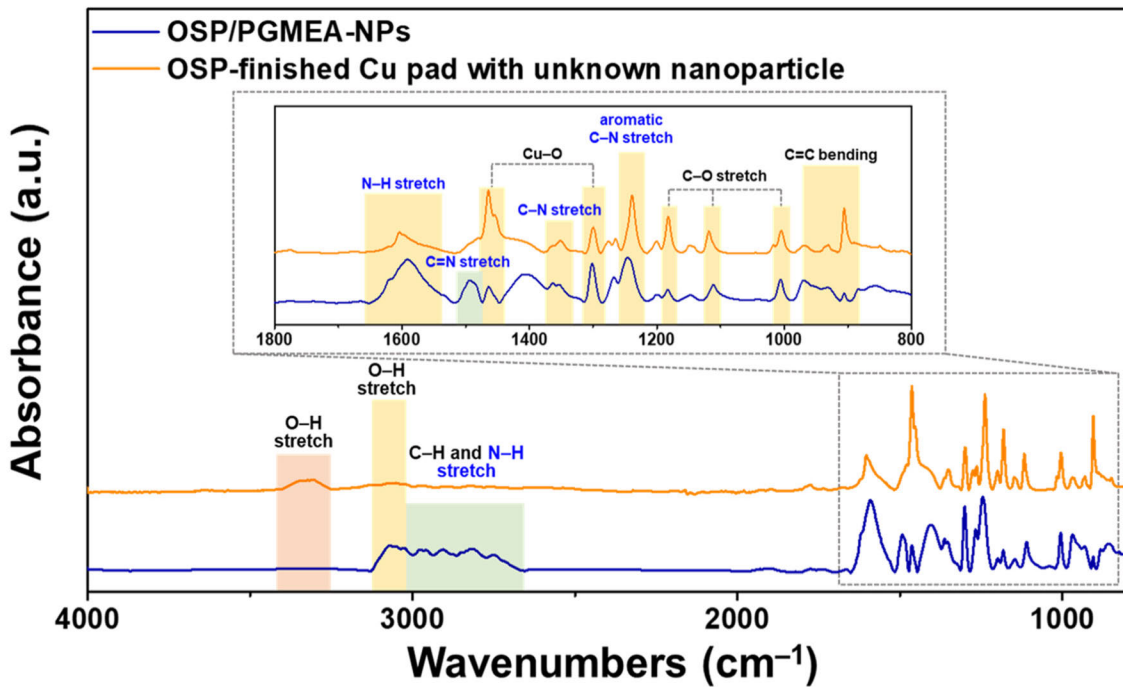 OSP/PGMEA-NPs
OSP-finished Cu pad with unknown nanoparticle
aromatic
C–N stretch
Cu–O
C=C bending
C–O stretch
N–H stretch
C–N stretch
C=N stretch
1800
1600
1400
1200
1000
800
O–H
stretch
O–H
stretch
C–H and N–H
stretch
Absorbance (a.u.)
4000
3000
2000
1000
Wavenumbers (cm⁻¹)